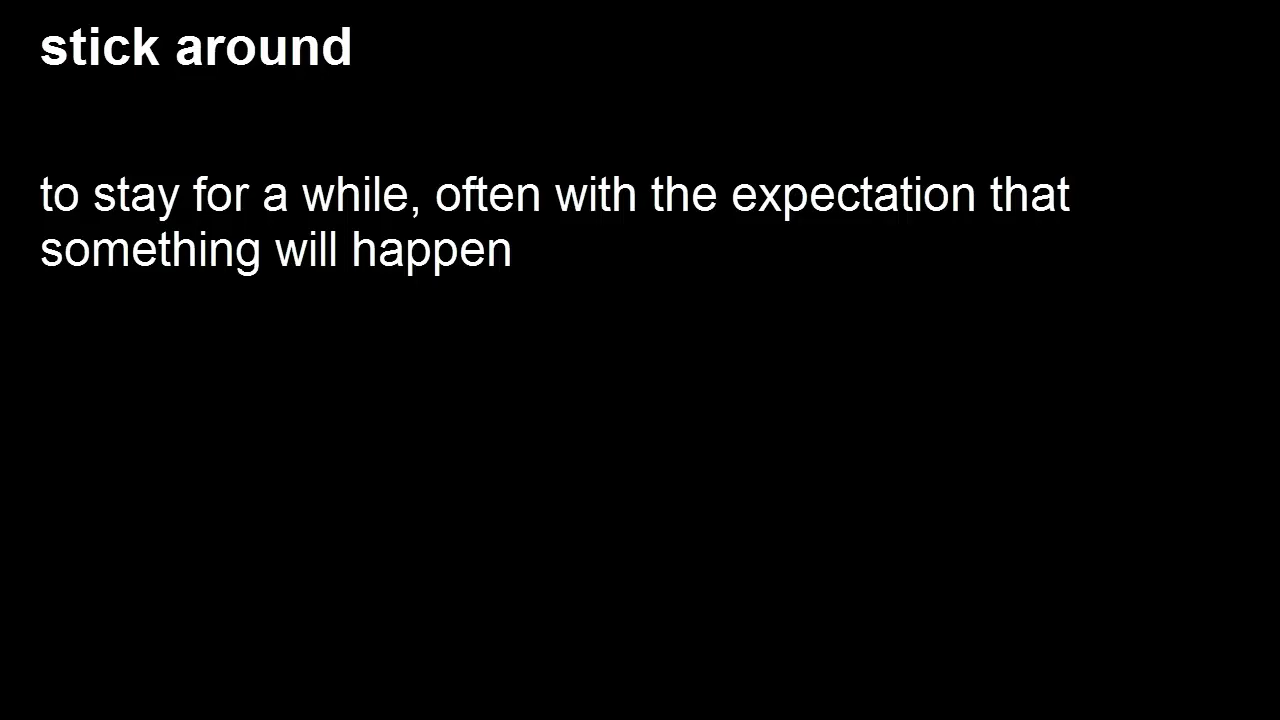 stick around
to stay for a while, often with the expectation that
something will happen